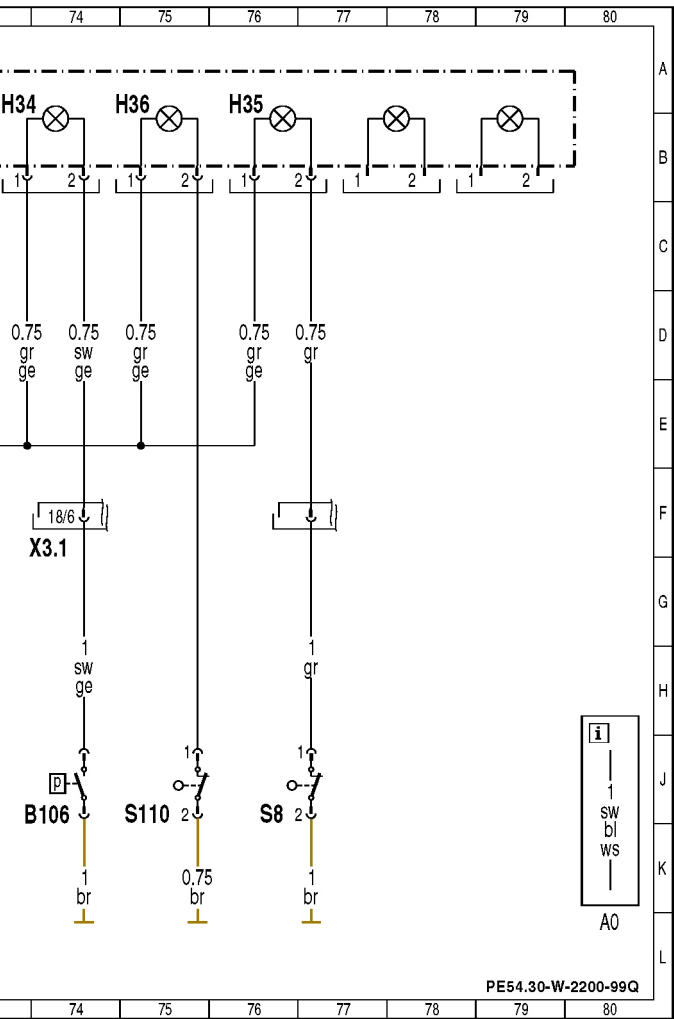 74 75 76 77 78 79 80
A
H34 H36 H35
B
1 2 1 2 1 2 1 2 1 2
C
0.75 0.75 0.75 0.75 0.75
D
gr sw gr gr gr
ge ge ge ge
E
18/6
F
X3.1
G
1 1
sw gr
ge
H
i
1 1
p
J
1
B106 S110 2 S8 2
sw
bl
ws
1 0.75 1
K
br br br
A0
L
PE54.30-W-2200-99Q
74 75 76 77 78 79 80